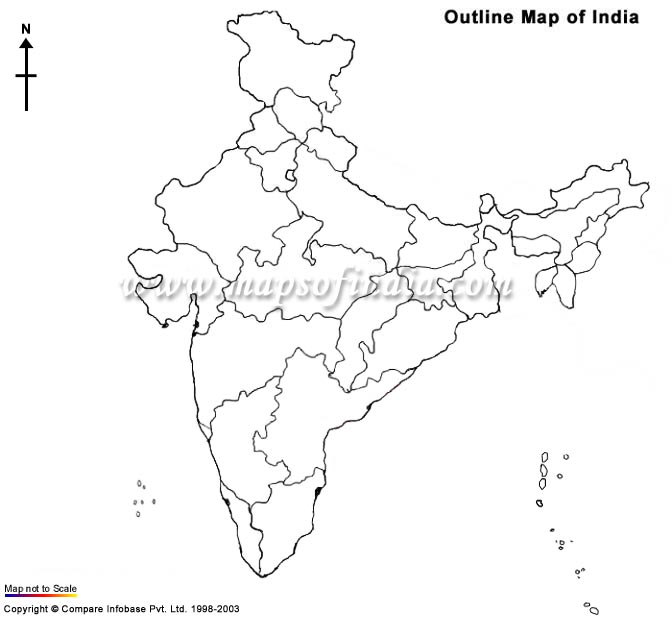 Outline Map of India
N
www.mapsofindia.com
Map not to Scale
Copyright © Compare Infobase Pvt. Ltd. 1998-2003